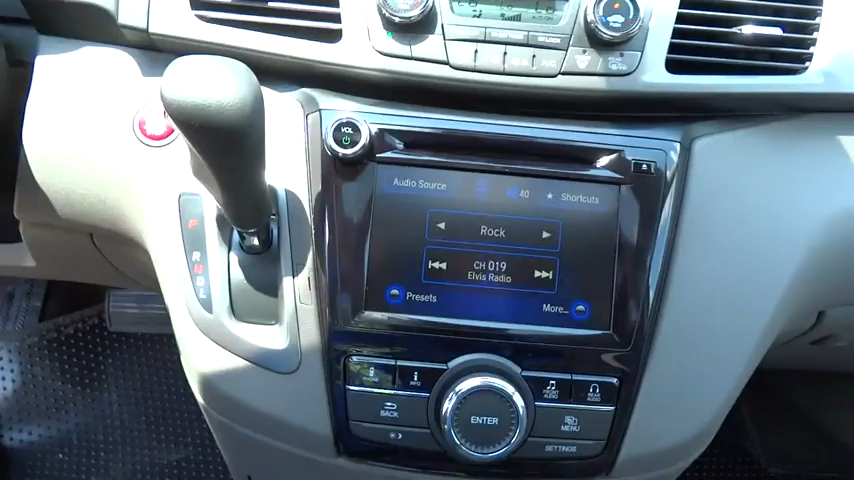 A/C
VOL
Audio Source
40
Shortcuts
Rock
CH 019
Elvis Radio
Presets
More...
P
R
N
D
L
PHONE
INFO
FRONT AUDIO
REAR AUDIO
BACK
ENTER
MENU
SETTINGS